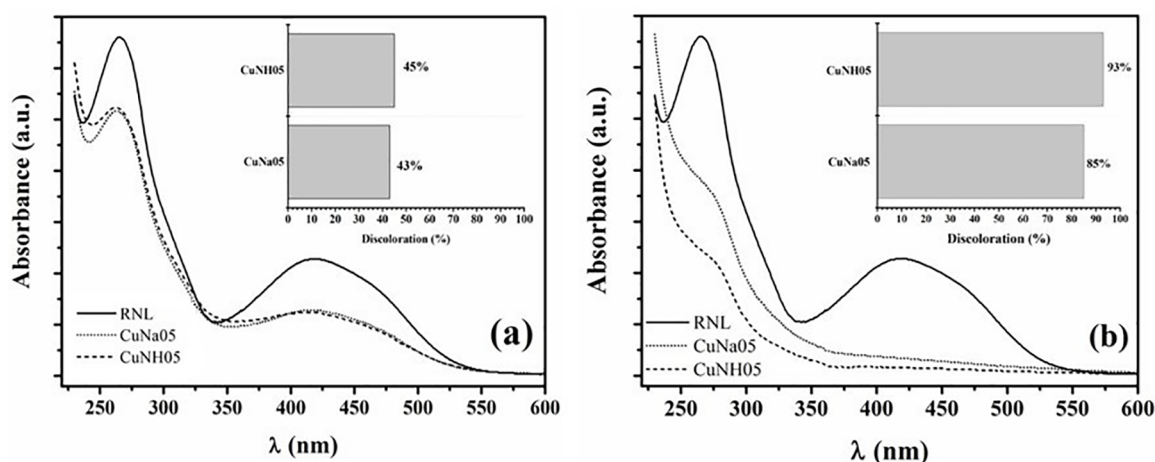 (a)
Absorbance (a.u.)
CuNH05
45%
CuNa05
43%
0 10 20 30 40 50 60 70 80 90 100
Discoloration (%)
RNL
CuNa05
CuNH05
250 300 350 400 450 500 550 600
λ (nm)
(b)
Absorbance (a.u.)
CuNH05
93%
CuNa05
85%
0 10 20 30 40 50 60 70 80 90 100
Discoloration (%)
RNL
CuNa05
CuNH05
250 300 350 400 450 500 550 600
λ (nm)